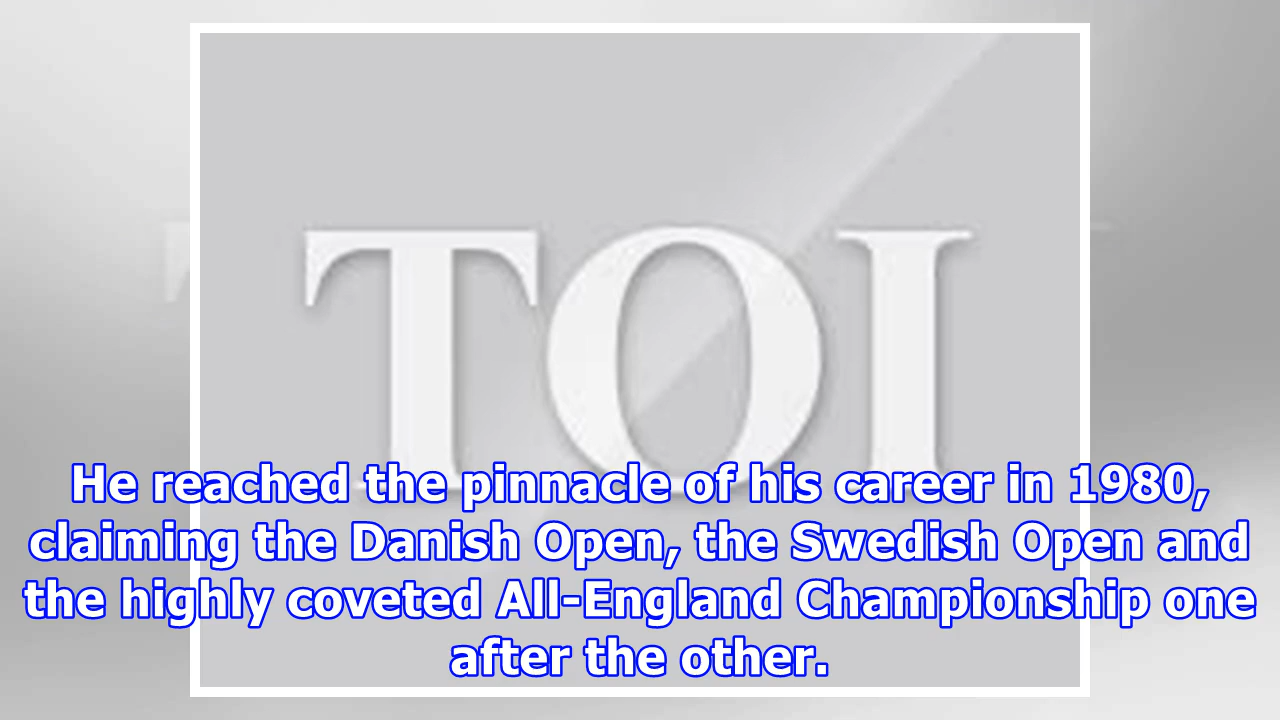 TOI
He reached the pinnacle of his career in 1980,
claiming the Danish Open, the Swedish Open and
the highly coveted All-England Championship one
after the other.